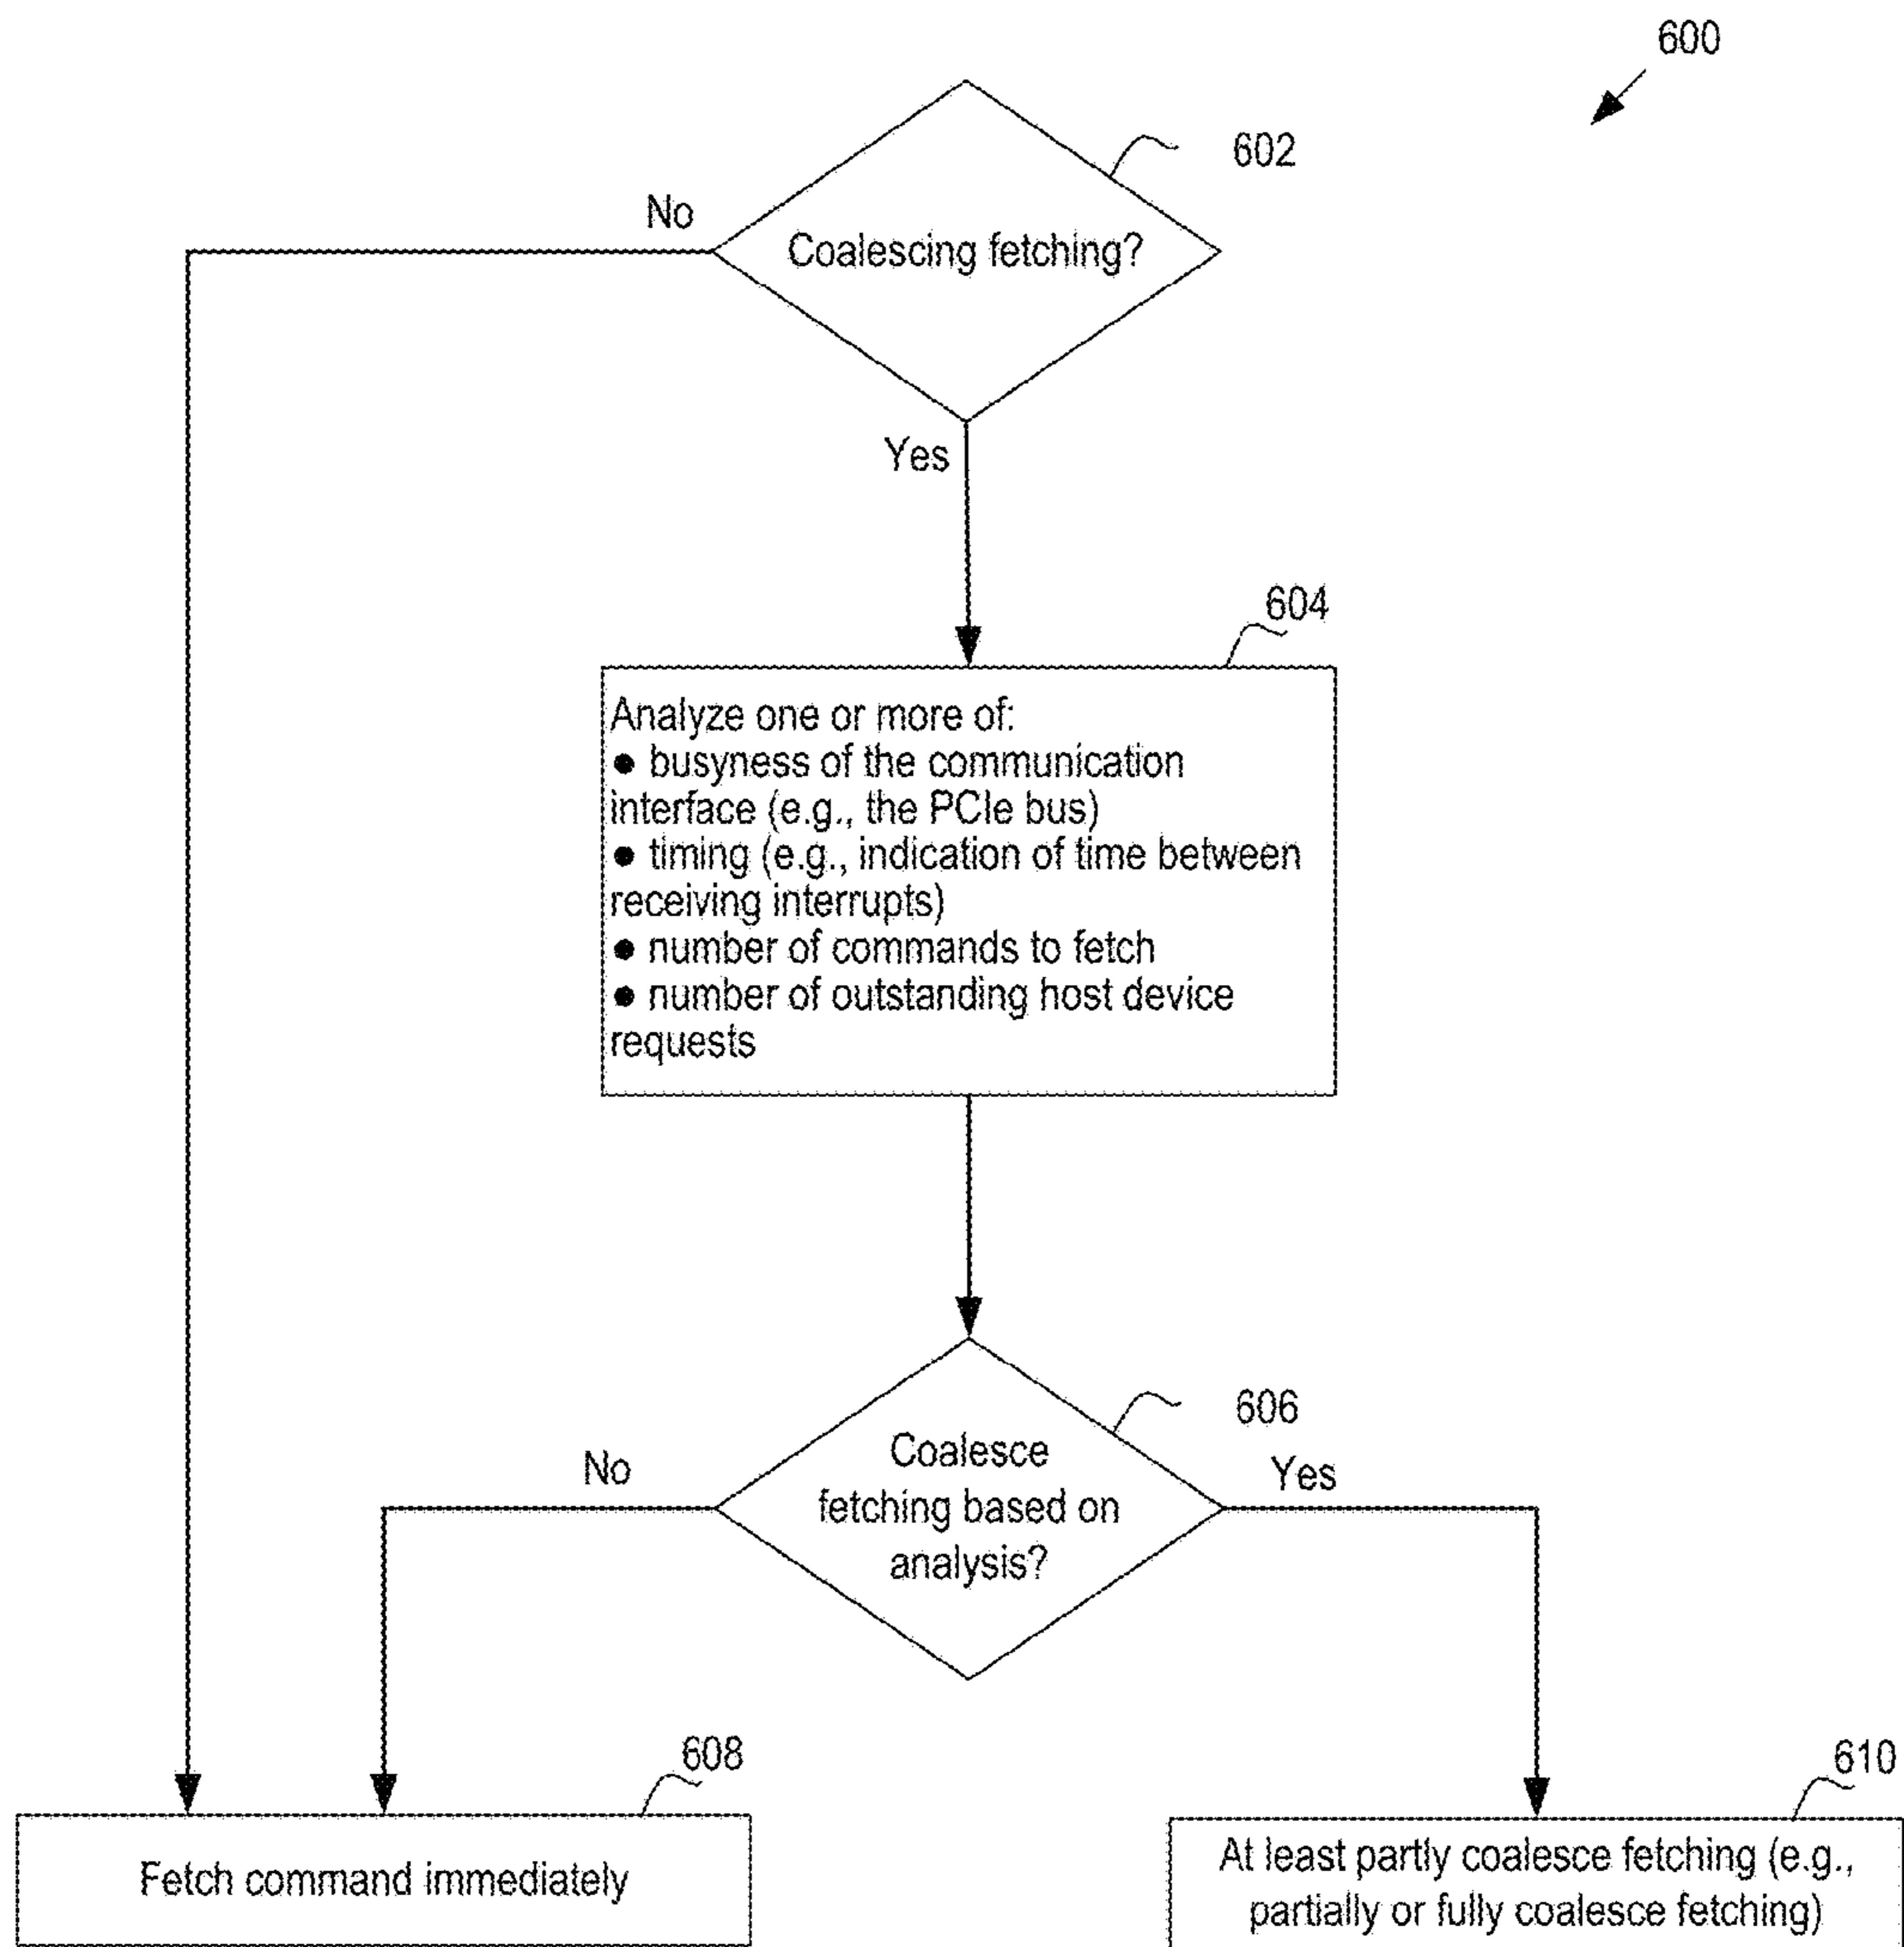 600
602
No
Coalescing fetching?
Yes
604
Analyze one or more of:
● busyness of the communication
interface (e.g., the PCIe bus)
● timing (e.g., indication of time between
receiving interrupts)
● number of commands to fetch
● number of outstanding host device
requests
606
No
Coalesce
fetching based on
analysis?
Yes
608
Fetch command immediately
610
At least partly coalesce fetching (e.g.,
partially or fully coalesce fetching)